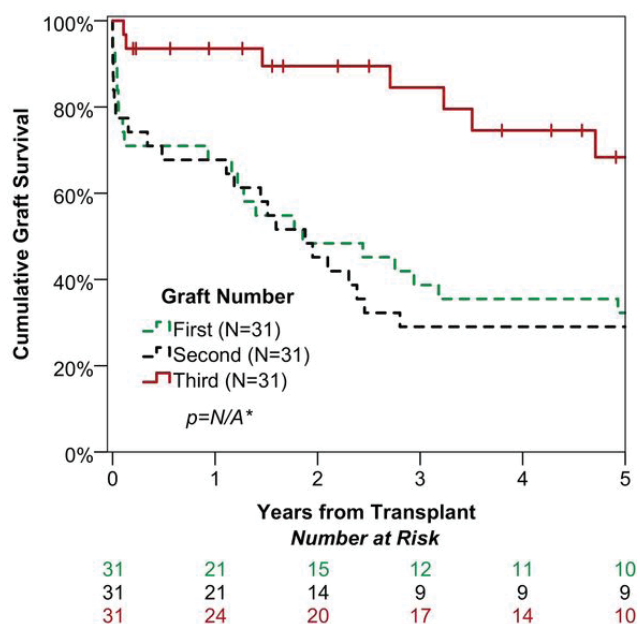 100%
80%
60%
40%
20%
0%
Cumulative Graft Survival
Graft Number
First (N=31)
Second (N=31)
Third (N=31)
p=N/A*
0 1 2 3 4 5
Years from Transplant
Number at Risk
31 21 15 12 11 10
31 21 14 9 9 9
31 24 20 17 14 10